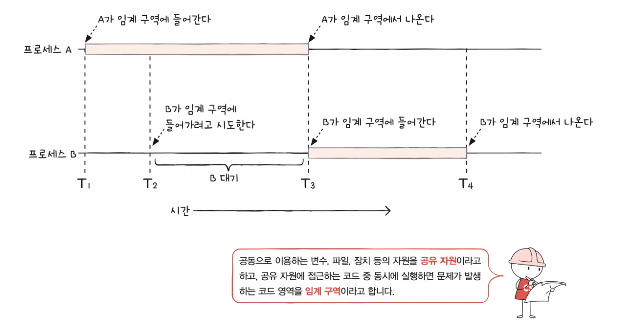 A가 임계 구역에 들어간다
A가 임계 구역에서 나온다
프로세스 A
B가 임계 구역에
들어가려고 시도한다
B가 임계 구역에 들어간다
B가 임계 구역에서 나온다
프로세스 B
B 대기
T1
T2
T3
T4
시간
공동으로 이용하는 변수, 파일, 장치 등의 자원을 공유 자원이라고
하고, 공유 자원에 접근하는 코드 중 동시에 실행하면 문제가 발생
하는 코드 영역을 임계 구역이라고 합니다.